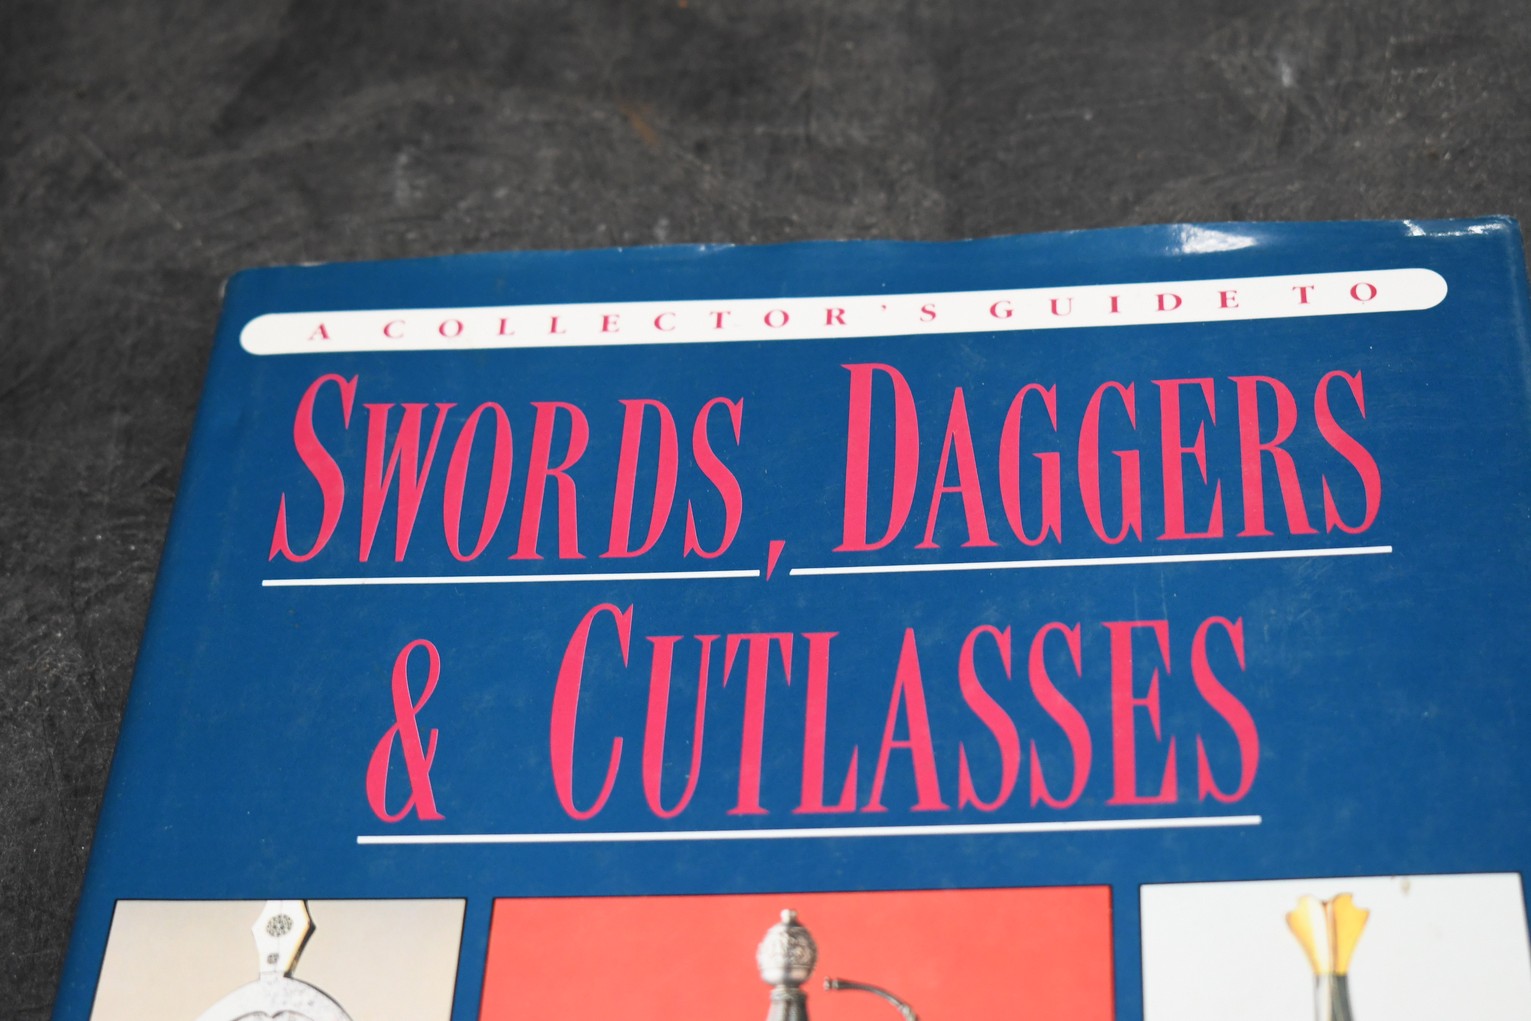 A COLLECTOR'S GUIDE TO
SWORDS, DAGGERS
& CUTLASSES